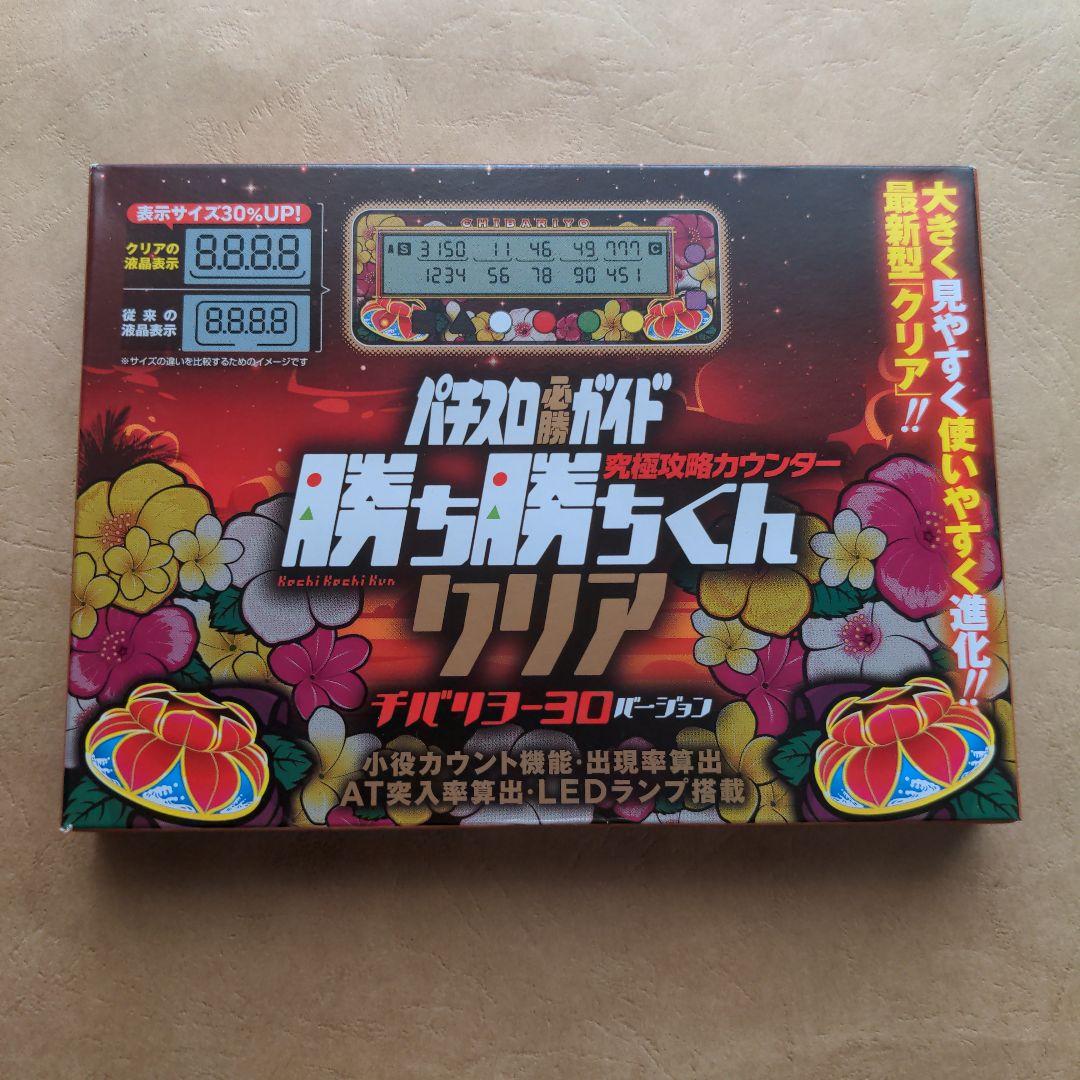 表示サイズ30%UP!
クリアの
液晶表示
8.8.8.8
従来の
液晶表示
8.8.8.8
※サイズの違いを比較するためのイメージです
CHIBARIYO
A S 3150 11 46 49 777 C
1234 56 78 90 451
大きく見やすく使いやすく進化!!
最新型「クリア」!!
パチスロ必勝ガイド
究極攻略カウンター
勝ち勝ちくん
Kachi Kachi Kun
クリア
チバリヨ-30バージョン
小役カウント機能・出現率算出
AT突入率算出・LEDランプ搭載